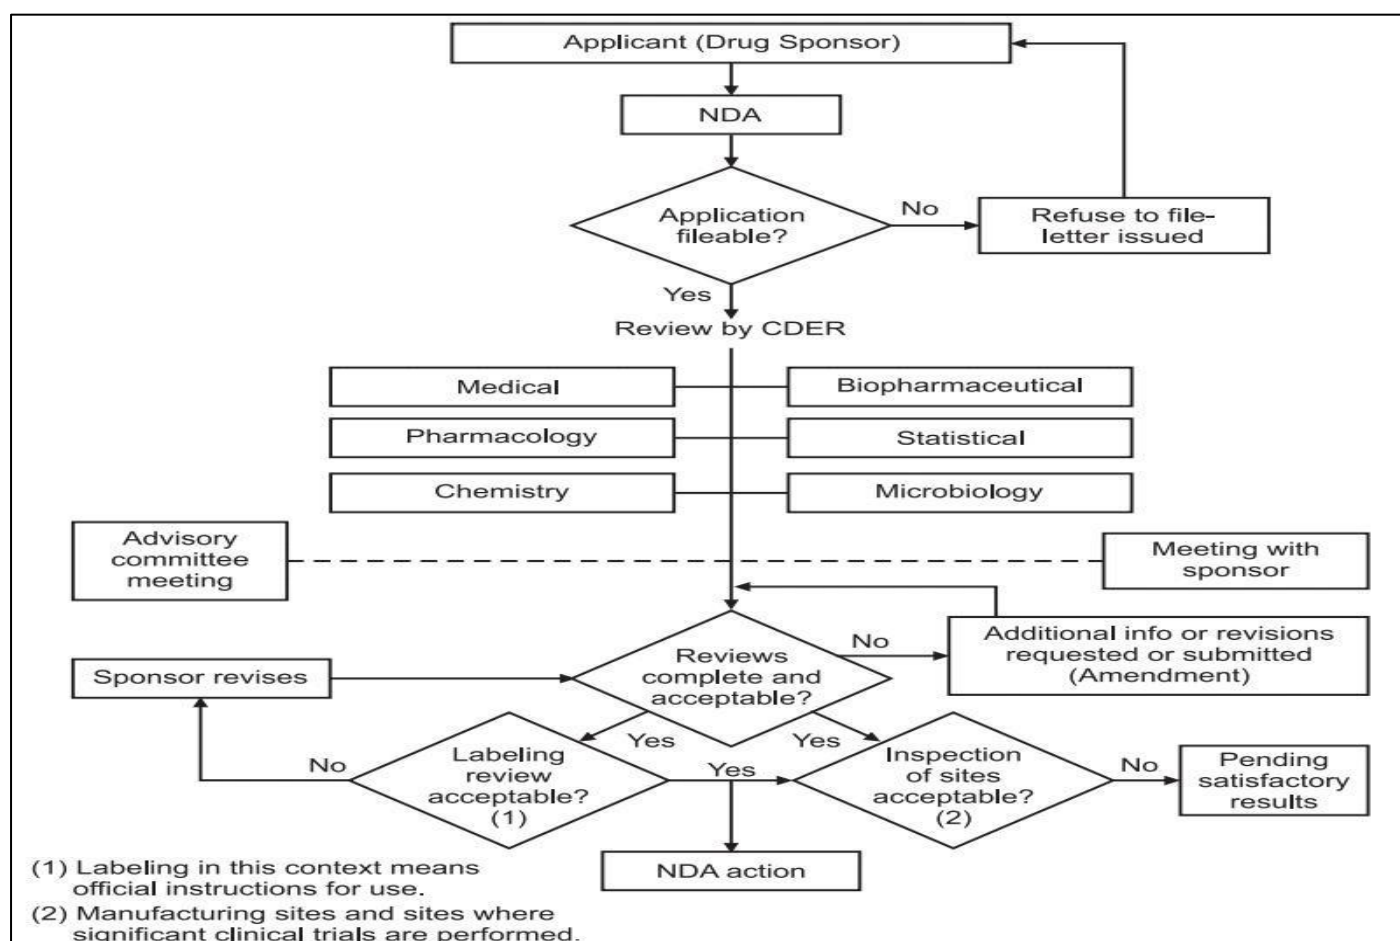 Applicant (Drug Sponsor)
NDA
Application
fileable?
No
Refuse to file-
letter issued
Yes
Review by CDER
Medical
Biopharmaceutical
Pharmacology
Statistical
Chemistry
Microbiology
Advisory
committee
meeting
Meeting with
sponsor
Reviews
complete and
acceptable?
No
Additional info or revisions
requested or submitted
(Amendment)
Sponsor revises
Yes
Yes
Labeling
review
acceptable?
(1)
No
Yes
Inspection
of sites
acceptable?
(2)
No
Pending
satisfactory
results
NDA action
(1) Labeling in this context means
official instructions for use.
(2) Manufacturing sites and sites where
significant clinical trials are performed.